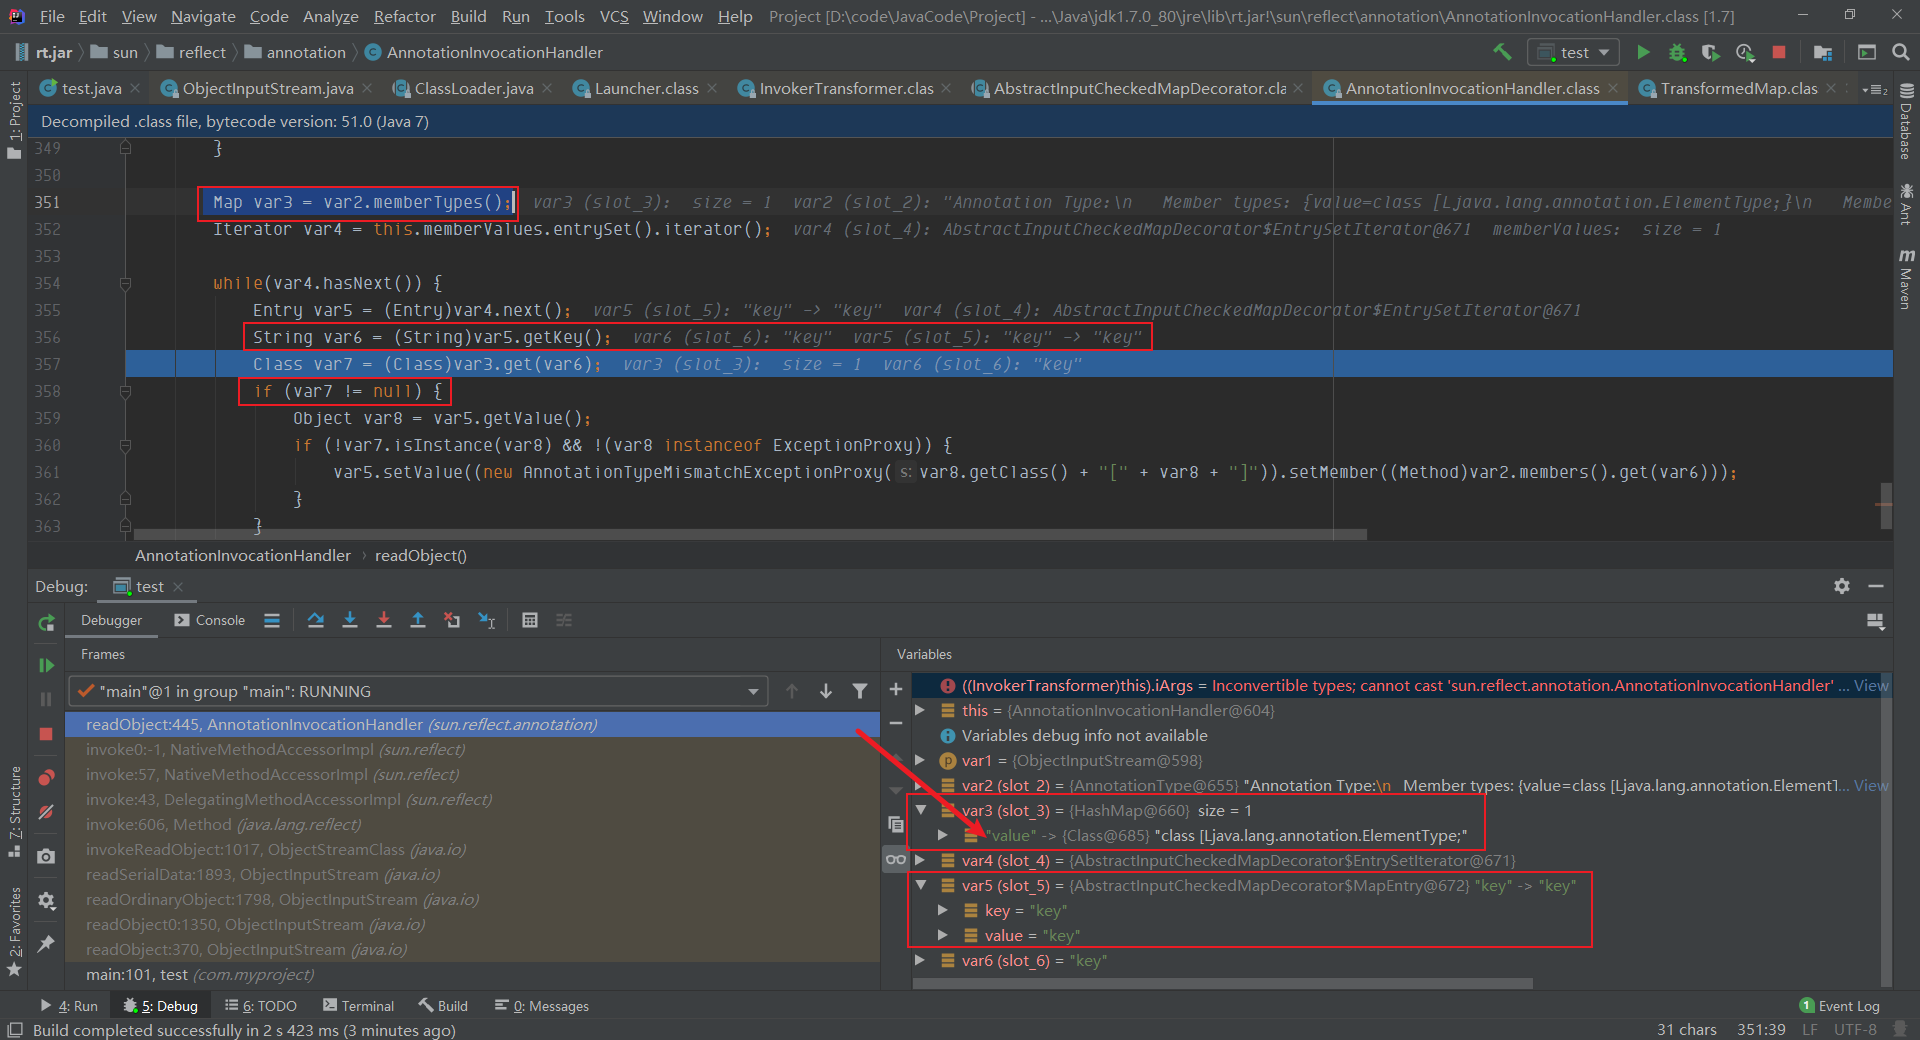 File Edit View Navigate Code Analyze Refactor Build Run Tools VCS Window Help Project [D:\code\JavaCode\Project] - ...\Java\jdk1.7.0_80\jre\lib\rt.jar!\sun\reflect\annotation\AnnotationInvocationHandler.class [1.7]
rt.jar sun reflect annotation AnnotationInvocationHandler test
test.java ObjectInputStream.java ClassLoader.java Launcher.class InvokerTransformer.clas AbstractInputCheckedMapDecorator.cla AnnotationInvocationHandler.class TransformedMap.clas
Decompiled .class file, bytecode version: 51.0 (Java 7)
349 }
350
351 Map var3 = var2.memberTypes(); var3 (slot_3): size = 1 var2 (slot_2): "Annotation Type:\n Member types: {value=class [Ljava.lang.annotation.ElementType;}\n Membe
352 Iterator var4 = this.memberValues.entrySet().iterator(); var4 (slot_4): AbstractInputCheckedMapDecorator$EntrySetIterator@671 memberValues: size = 1
353
354 while(var4.hasNext()) {
355 Entry var5 = (Entry)var4.next(); var5 (slot_5): "key" -> "key" var4 (slot_4): AbstractInputCheckedMapDecorator$EntrySetIterator@671
356 String var6 = (String)var5.getKey(); var6 (slot_6): "key" var5 (slot_5): "key" -> "key"
357 Class var7 = (Class)var3.get(var6); var3 (slot_3): size = 1 var6 (slot_6): "key"
358 if (var7 != null) {
359 Object var8 = var5.getValue();
360 if (!var7.isInstance(var8) && !(var8 instanceof ExceptionProxy)) {
361 var5.setValue((new AnnotationTypeMismatchExceptionProxy( s: var8.getClass() + "[" + var8 + "]")).setMember((Method)var2.members().get(var6)));
362 }
363 }
AnnotationInvocationHandler › readObject()
Debug: test
Debugger Console
Frames
"main"@1 in group "main": RUNNING
readObject:445, AnnotationInvocationHandler (sun.reflect.annotation)
invoke0:-1, NativeMethodAccessorImpl (sun.reflect)
invoke:57, NativeMethodAccessorImpl (sun.reflect)
invoke:43, DelegatingMethodAccessorImpl (sun.reflect)
invoke:606, Method (java.lang.reflect)
invokeReadObject:1017, ObjectStreamClass (java.io)
readSerialData:1893, ObjectInputStream (java.io)
readOrdinaryObject:1798, ObjectInputStream (java.io)
readObject0:1350, ObjectInputStream (java.io)
readObject:370, ObjectInputStream (java.io)
main:101, test (com.myproject)
Variables
((InvokerTransformer)this).iArgs = Inconvertible types; cannot cast 'sun.reflect.annotation.AnnotationInvocationHandler' ... View
this = {AnnotationInvocationHandler@604}
Variables debug info not available
p var1 = {ObjectInputStream@598}
var2 (slot_2) = {AnnotationType@655} "Annotation Type:\n Member types: {value=class [Ljava.lang.annotation.ElementT... View
var3 (slot_3) = {HashMap@660} size = 1
"value" -> {Class@685} "class [Ljava.lang.annotation.ElementType;"
var4 (slot_4) = {AbstractInputCheckedMapDecorator$EntrySetIterator@671}
var5 (slot_5) = {AbstractInputCheckedMapDecorator$MapEntry@672} "key" -> "key"
key = "key"
value = "key"
var6 (slot_6) = "key"
1: Project
7: Structure
2: Favorites
Database
Ant
m Maven
4: Run 5: Debug 6: TODO Terminal Build 0: Messages 1 Event Log
Build completed successfully in 2 s 423 ms (3 minutes ago) 31 chars 351:39 LF UTF-8